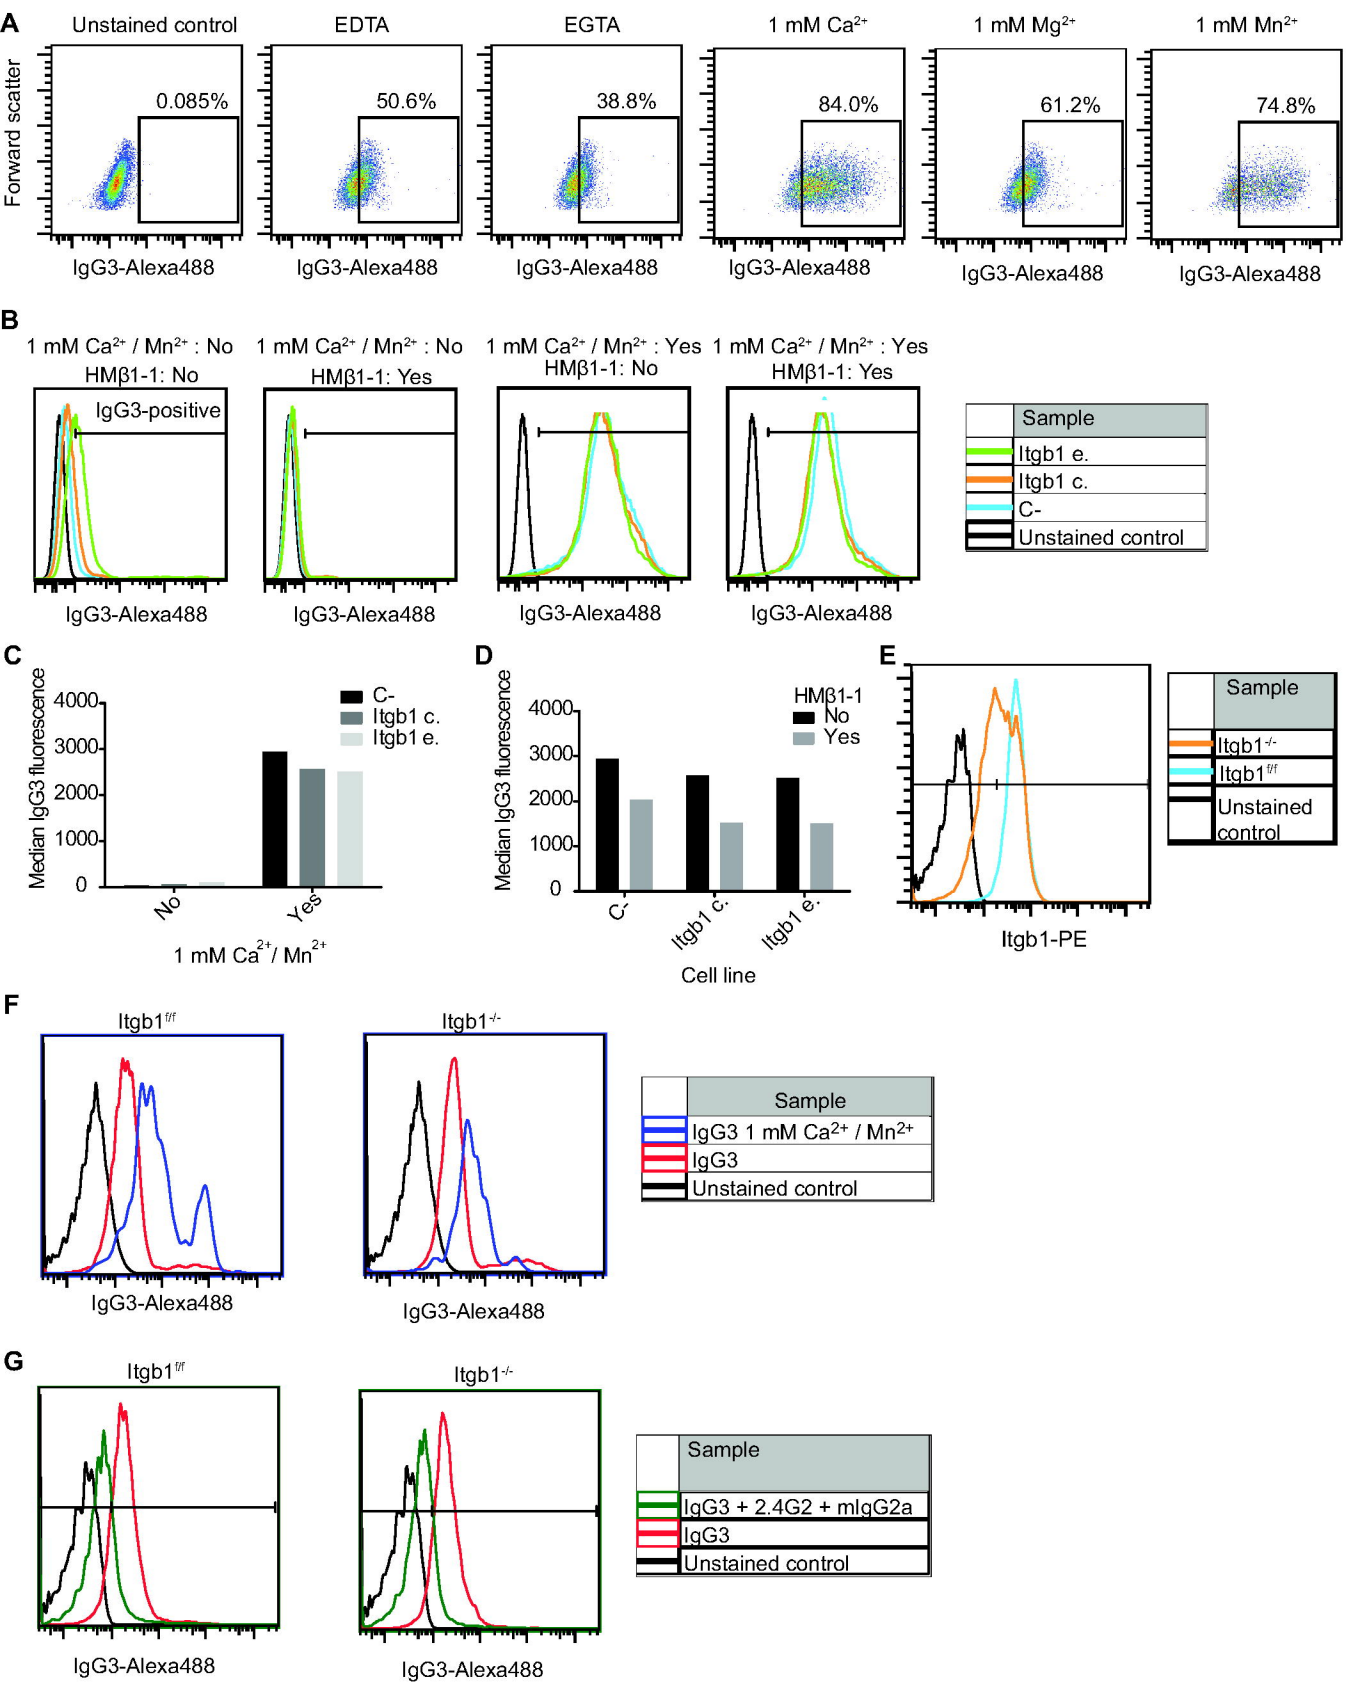 A
Unstained control
EDTA
EGTA
1 mM Ca²⁺
1 mM Mg²⁺
1 mM Mn²⁺
Forward scatter
0.085%
50.6%
38.8%
84.0%
61.2%
74.8%
IgG3-Alexa488
IgG3-Alexa488
IgG3-Alexa488
IgG3-Alexa488
IgG3-Alexa488
IgG3-Alexa488
B
1 mM Ca²⁺ / Mn²⁺ : No
HMβ1-1: No
1 mM Ca²⁺ / Mn²⁺ : No
HMβ1-1: Yes
1 mM Ca²⁺ / Mn²⁺ : Yes
HMβ1-1: No
1 mM Ca²⁺ / Mn²⁺ : Yes
HMβ1-1: Yes
IgG3-positive
IgG3-Alexa488
IgG3-Alexa488
IgG3-Alexa488
IgG3-Alexa488
Sample
Itgb1 e.
Itgb1 c.
C-
Unstained control
C
Median IgG3 fluorescence
4000
3000
2000
1000
0
C-
Itgb1 c.
Itgb1 e.
No
Yes
1 mM Ca²⁺/ Mn²⁺
D
Median IgG3 fluorescence
4000
3000
2000
1000
0
HMβ1-1
No
Yes
C-
Itgb1 c.
Itgb1 e.
Cell line
E
Itgb1-PE
Sample
Itgb1⁻/⁻
Itgb1f/f
Unstained
control
F
Itgb1f/f
Itgb1⁻/⁻
IgG3-Alexa488
IgG3-Alexa488
Sample
IgG3 1 mM Ca²⁺ / Mn²⁺
IgG3
Unstained control
G
Itgb1f/f
Itgb1⁻/⁻
IgG3-Alexa488
IgG3-Alexa488
Sample
IgG3 + 2.4G2 + mIgG2a
IgG3
Unstained control